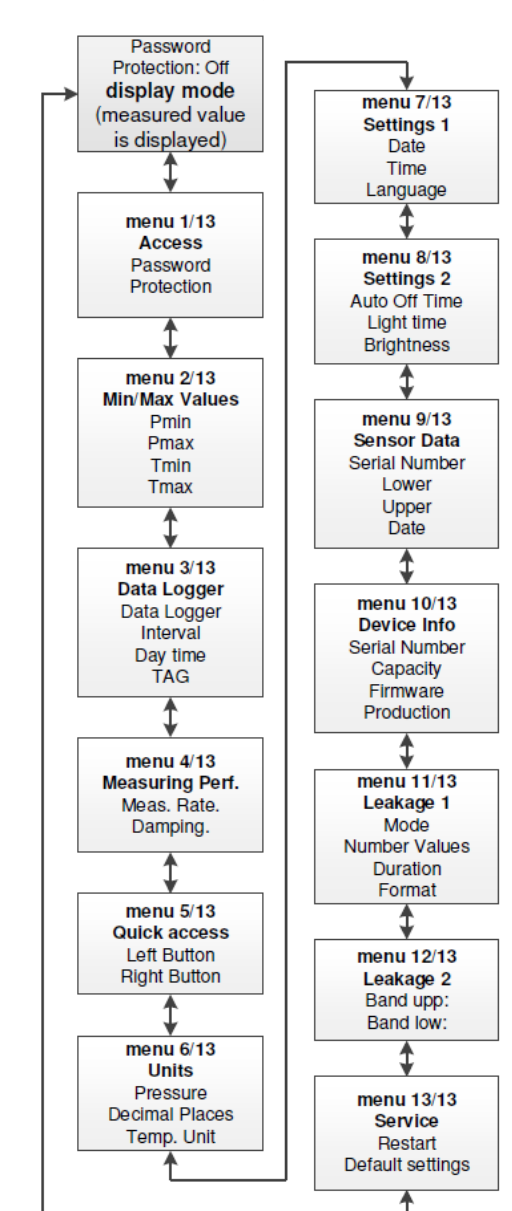 Password
Protection: Off
display mode
(measured value
is displayed)
menu 1/13
Access
Password
Protection
menu 2/13
Min/Max Values
Pmin
Pmax
Tmin
Tmax
menu 3/13
Data Logger
Data Logger
Interval
Day time
TAG
menu 4/13
Measuring Perf.
Meas. Rate.
Damping.
menu 5/13
Quick access
Left Button
Right Button
menu 6/13
Units
Pressure
Decimal Places
Temp. Unit
menu 7/13
Settings 1
Date
Time
Language
menu 8/13
Settings 2
Auto Off Time
Light time
Brightness
menu 9/13
Sensor Data
Serial Number
Lower
Upper
Date
menu 10/13
Device Info
Serial Number
Capacity
Firmware
Production
menu 11/13
Leakage 1
Mode
Number Values
Duration
Format
menu 12/13
Leakage 2
Band upp:
Band low:
menu 13/13
Service
Restart
Default settings